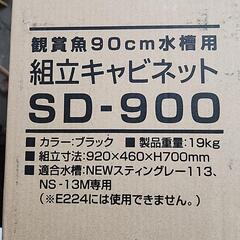 観賞魚90cm水槽用
組立キャビネット
SD-900
■カラー:ブラック ■製品重量:19kg
■組立寸法:920×460×H700mm
■適合水槽:NEWスティングレー113、
NS-13M専用
(※E224には使用できません。)